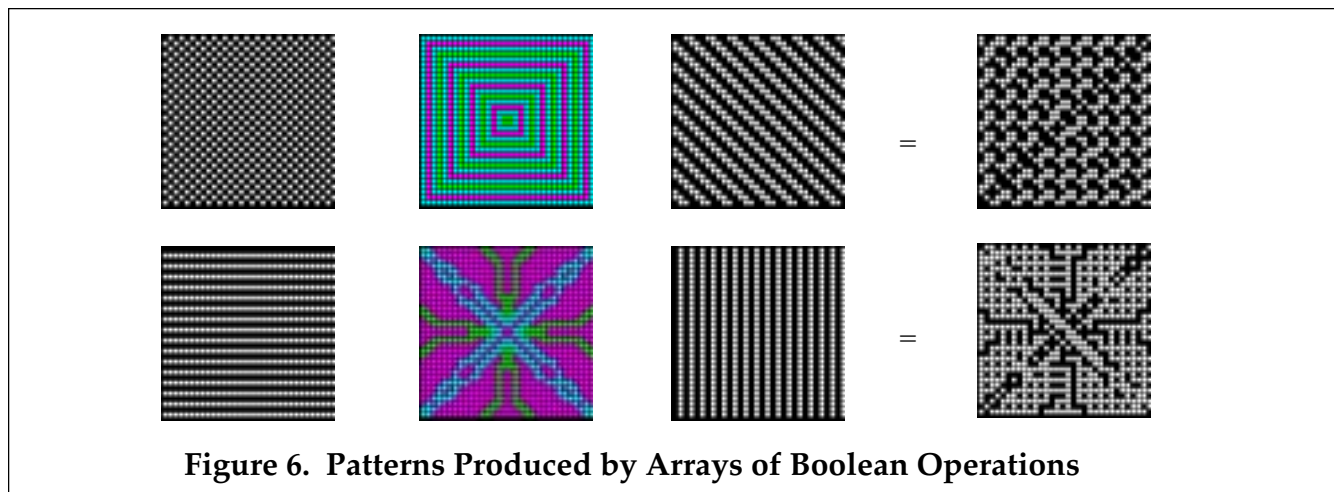 =
=
Figure 6. Patterns Produced by Arrays of Boolean Operations